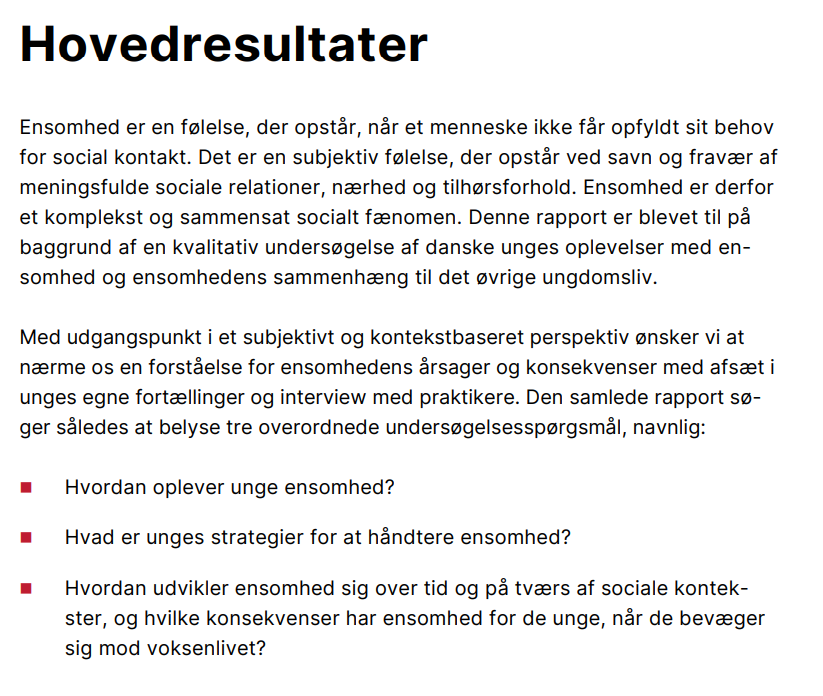 Hovedresultater
Ensomhed er en følelse, der opstår, når et menneske ikke får opfyldt sit behov
for social kontakt. Det er en subjektiv følelse, der opstår ved savn og fravær af
meningsfulde sociale relationer, nærhed og tilhørsforhold. Ensomhed er derfor
et komplekst og sammensat socialt fænomen. Denne rapport er blevet til på
baggrund af en kvalitativ undersøgelse af danske unges oplevelser med en-
somhed og ensomhedens sammenhæng til det øvrige ungdomsliv.
Med udgangspunkt i et subjektivt og kontekstbaseret perspektiv ønsker vi at
nærme os en forståelse for ensomhedens årsager og konsekvenser med afsæt i
unges egne fortællinger og interview med praktikere. Den samlede rapport sø-
ger således at belyse tre overordnede undersøgelsesspørgsmål, navnlig:
■ Hvordan oplever unge ensomhed?
■ Hvad er unges strategier for at håndtere ensomhed?
■ Hvordan udvikler ensomhed sig over tid og på tværs af sociale kontek-
ster, og hvilke konsekvenser har ensomhed for de unge, når de bevæger
sig mod voksenlivet?